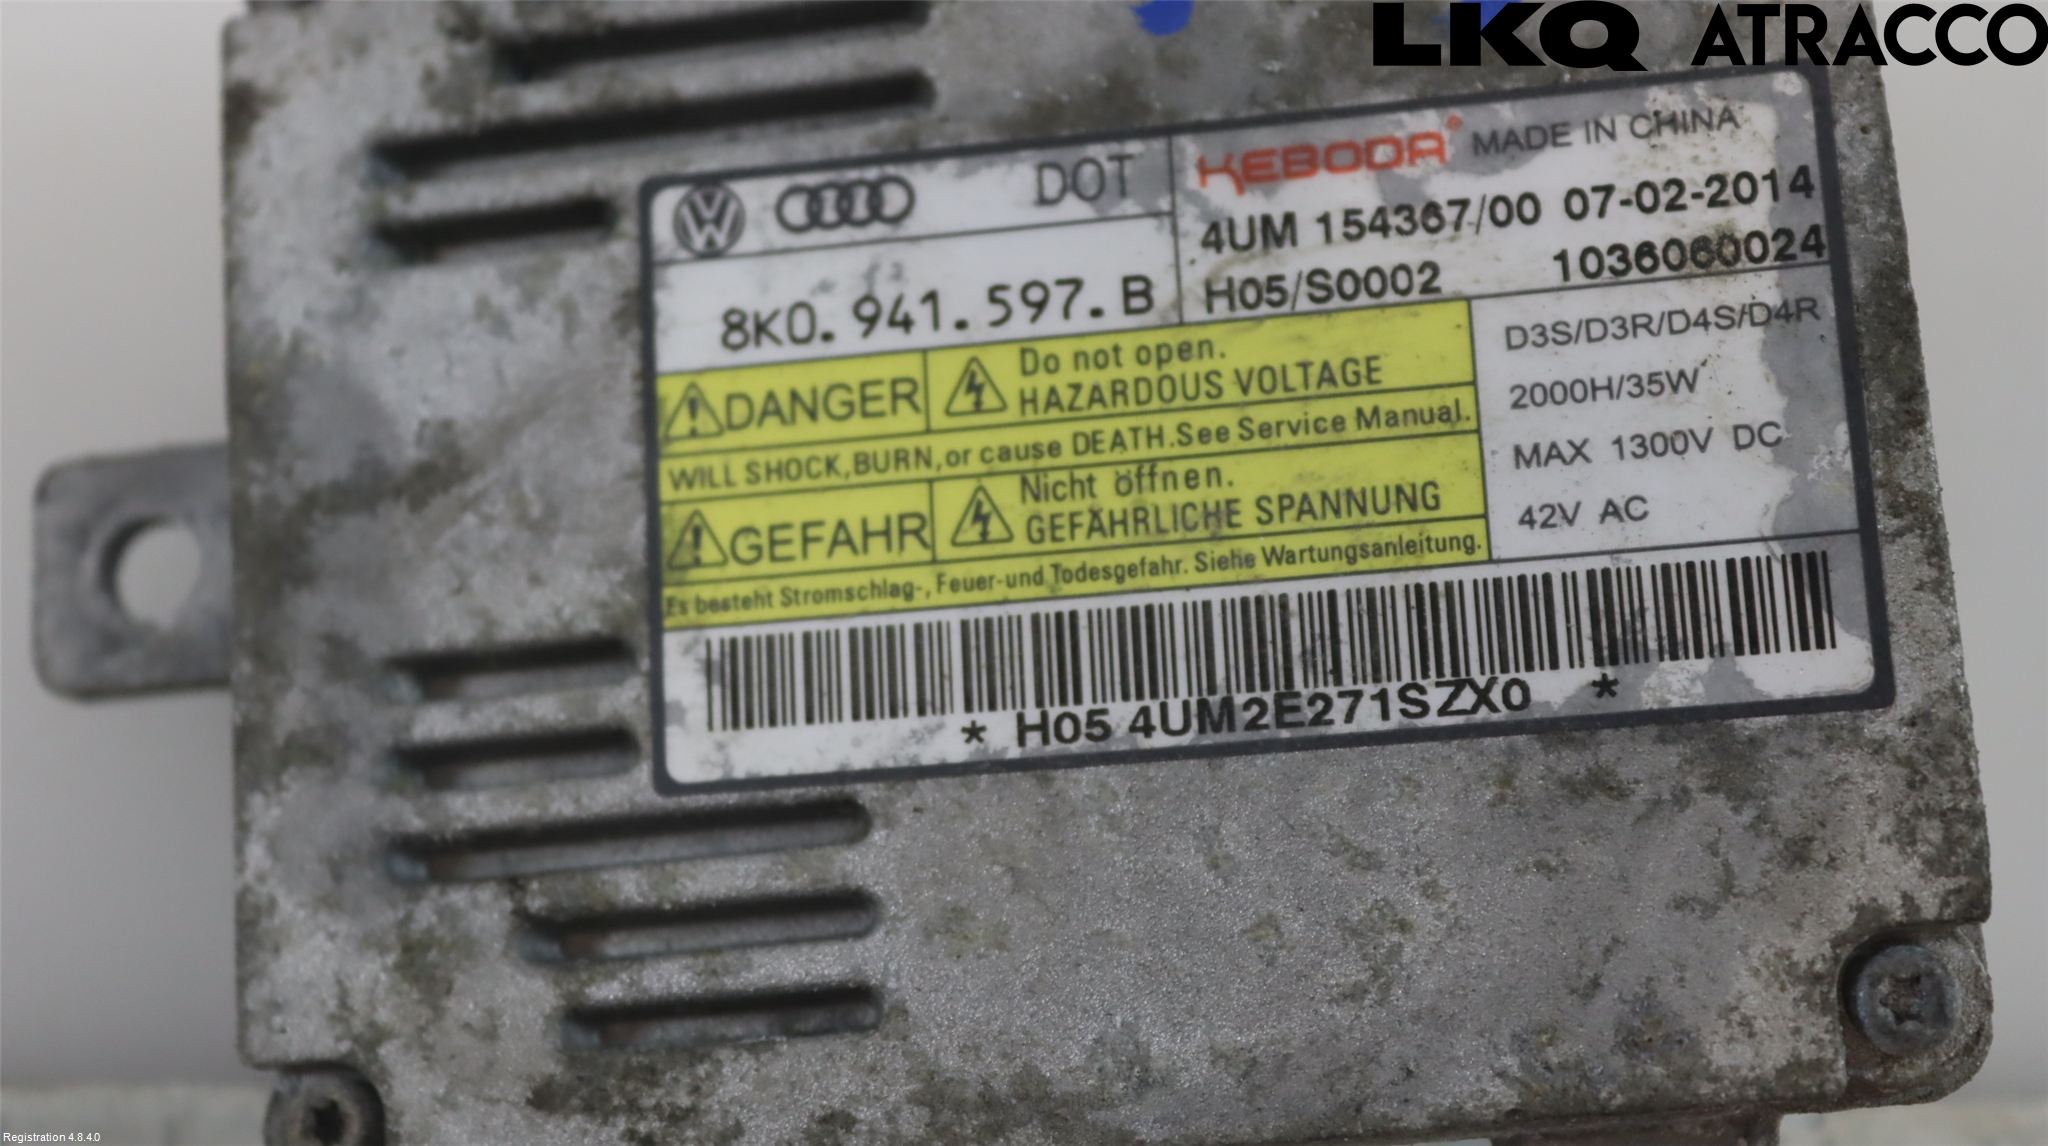 LKQ ATRACCO
DOT
KEBODA® MADE IN CHINA
4UM 154367/00 07-02-2014
H05/S0002 1036060024
8K0.941.597.B
DANGER
Do not open.
HAZARDOUS VOLTAGE
WILL SHOCK,BURN,or cause DEATH.See Service Manual.
GEFAHR
Nicht öffnen.
GEFÄHRLICHE SPANNUNG
Es besteht Stromschlag-, Feuer-und Todesgefahr. Siehe Wartungsanleitung.
D3S/D3R/D4S/D4R
2000H/35W
MAX 1300V DC
42V AC
* H05 4UM2E271SZX0 *
Registration 4.8.4.0